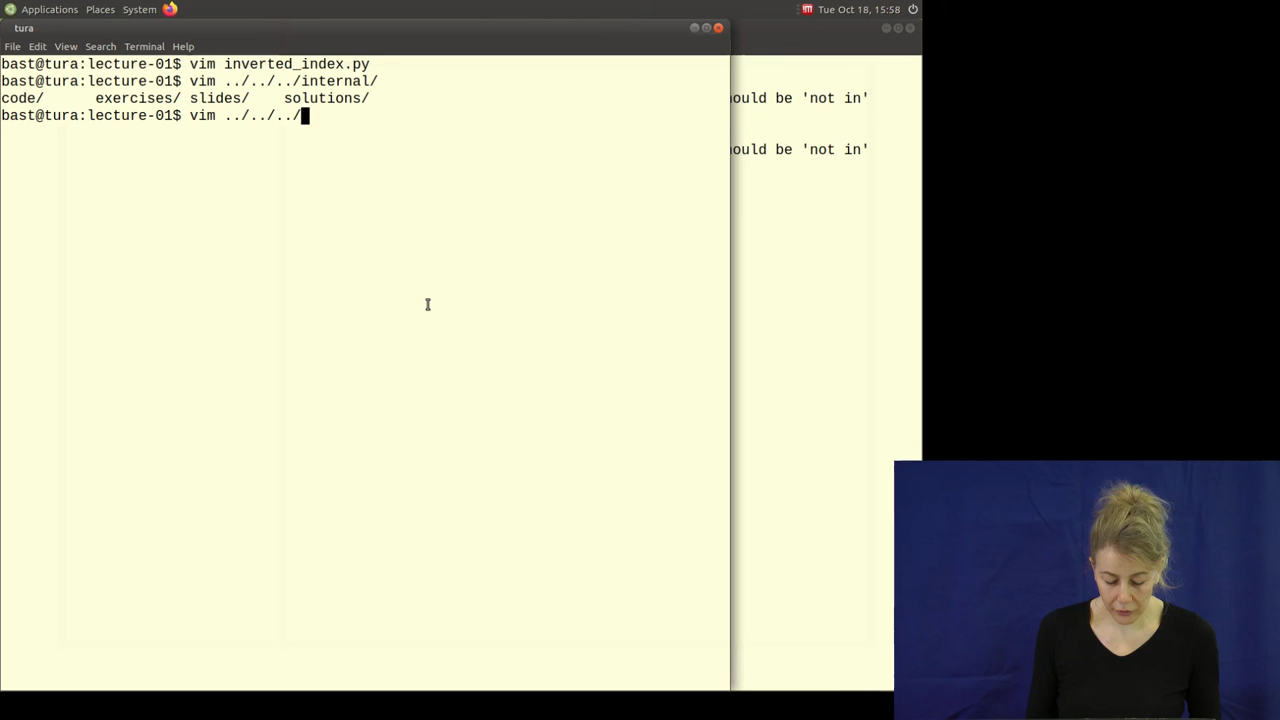 Applications Places System Tue Oct 18, 15:58
tura
File Edit View Search Terminal Help
bast@tura:lecture-01$ vim inverted_index.py
bast@tura:lecture-01$ vim ../../../internal/
code/ exercises/ slides/ solutions/
bast@tura:lecture-01$ vim ../../../
ould be 'not in'
ould be 'not in'